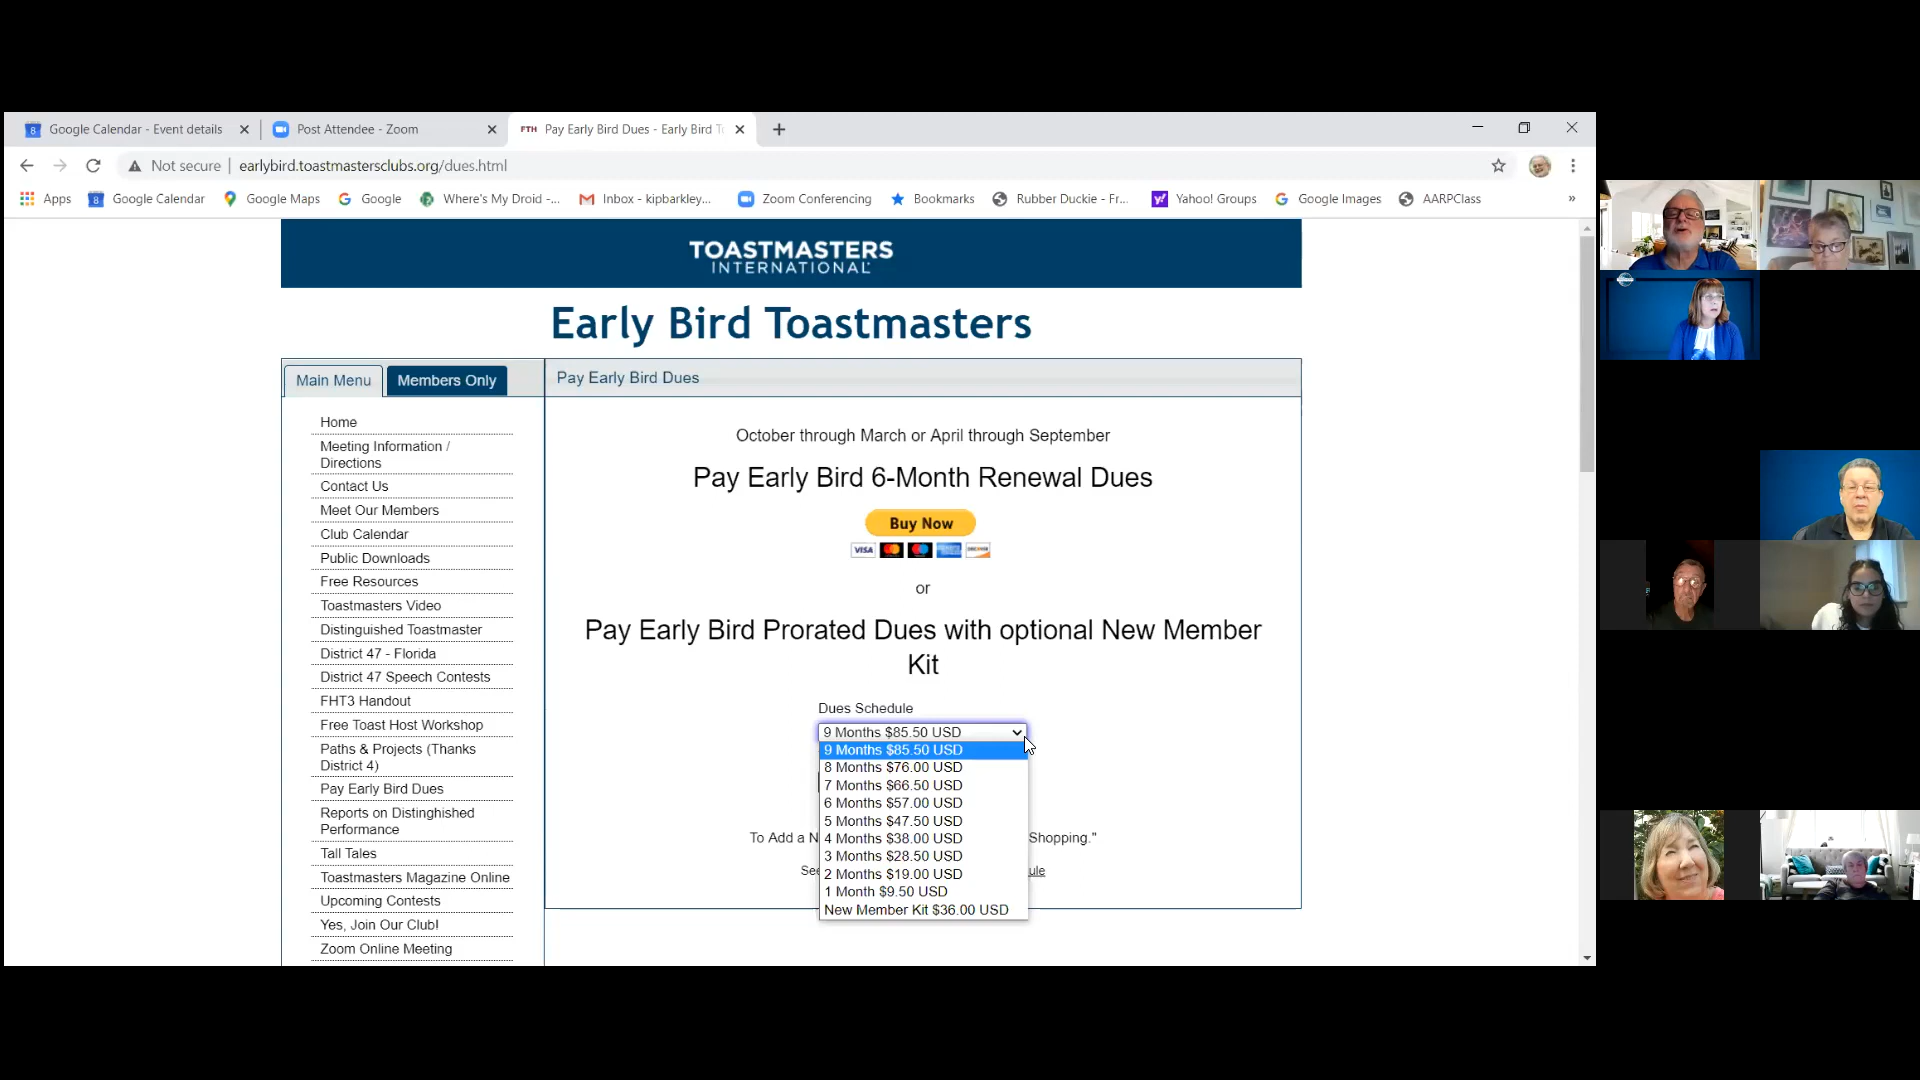 Google Calendar - Event details
Post Attendee - Zoom
FTH Pay Early Bird Dues - Early Bird T
Not secure | earlybird.toastmastersclubs.org/dues.html
Apps
Google Calendar
Google Maps
Google
Where's My Droid -...
Inbox - kipbarkley...
Zoom Conferencing
Bookmarks
Rubber Duckie - Fr...
Yahoo! Groups
Google Images
AARPClass
»
TOASTMASTERS
INTERNATIONAL
Early Bird Toastmasters
Main Menu
Members Only
Home
Meeting Information /
Directions
Contact Us
Meet Our Members
Club Calendar
Public Downloads
Free Resources
Toastmasters Video
Distinguished Toastmaster
District 47 - Florida
District 47 Speech Contests
FHT3 Handout
Free Toast Host Workshop
Paths & Projects (Thanks
District 4)
Pay Early Bird Dues
Reports on Distinghished
Performance
Tall Tales
Toastmasters Magazine Online
Upcoming Contests
Yes, Join Our Club!
Zoom Online Meeting
Pay Early Bird Dues
October through March or April through September
Pay Early Bird 6-Month Renewal Dues
Buy Now
VISA DISCOVER
or
Pay Early Bird Prorated Dues with optional New Member
Kit
Dues Schedule
9 Months $85.50 USD
9 Months $85.50 USD
8 Months $76.00 USD
7 Months $66.50 USD
6 Months $57.00 USD
5 Months $47.50 USD
4 Months $38.00 USD
3 Months $28.50 USD
2 Months $19.00 USD
1 Month $9.50 USD
New Member Kit $36.00 USD
To Add a N Shopping."
See ule